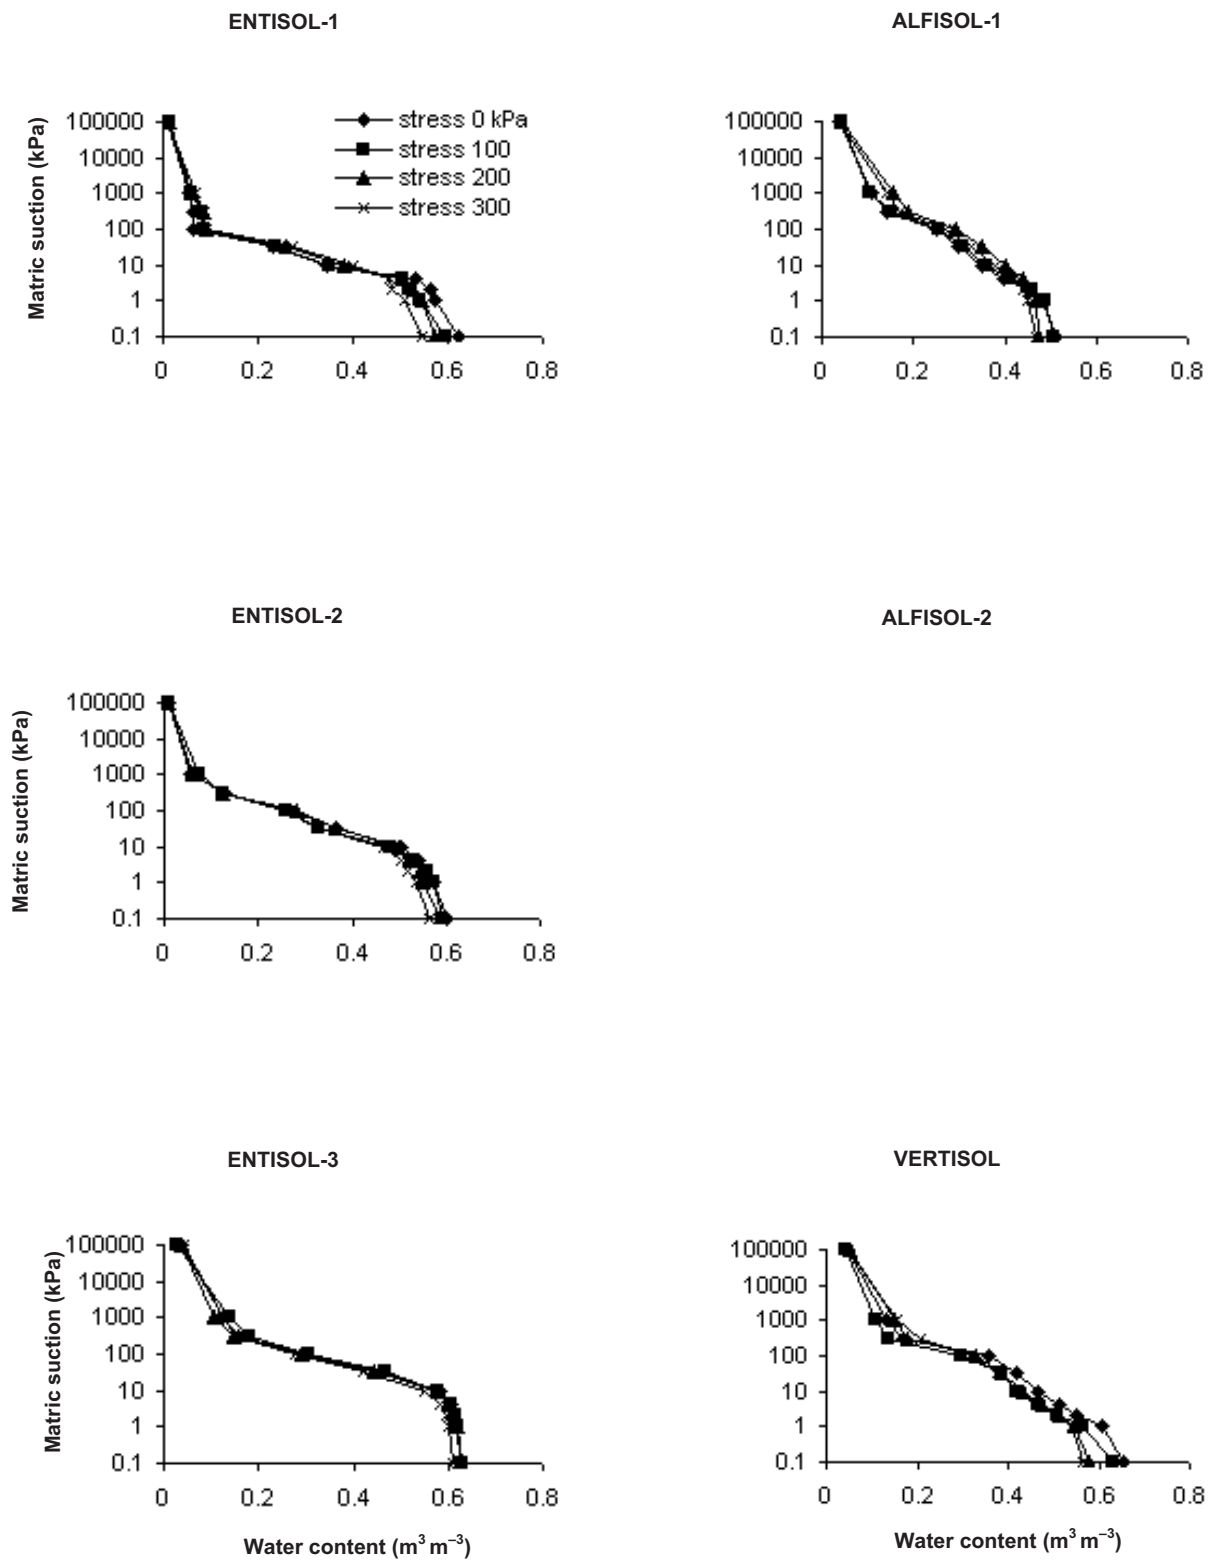 ENTISOL-1
Matric suction (kPa)
100000
10000
1000
100
10
1
0.1
0 0.2 0.4 0.6 0.8
stress 0 kPa
stress 100
stress 200
stress 300
ALFISOL-1
100000
10000
1000
100
10
1
0.1
0 0.2 0.4 0.6 0.8
ENTISOL-2
Matric suction (kPa)
100000
10000
1000
100
10
1
0.1
0 0.2 0.4 0.6 0.8
ALFISOL-2
ENTISOL-3
Matric suction (kPa)
100000
10000
1000
100
10
1
0.1
0 0.2 0.4 0.6 0.8
Water content (m³ m⁻³)
VERTISOL
100000
10000
1000
100
10
1
0.1
0 0.2 0.4 0.6 0.8
Water content (m³ m⁻³)